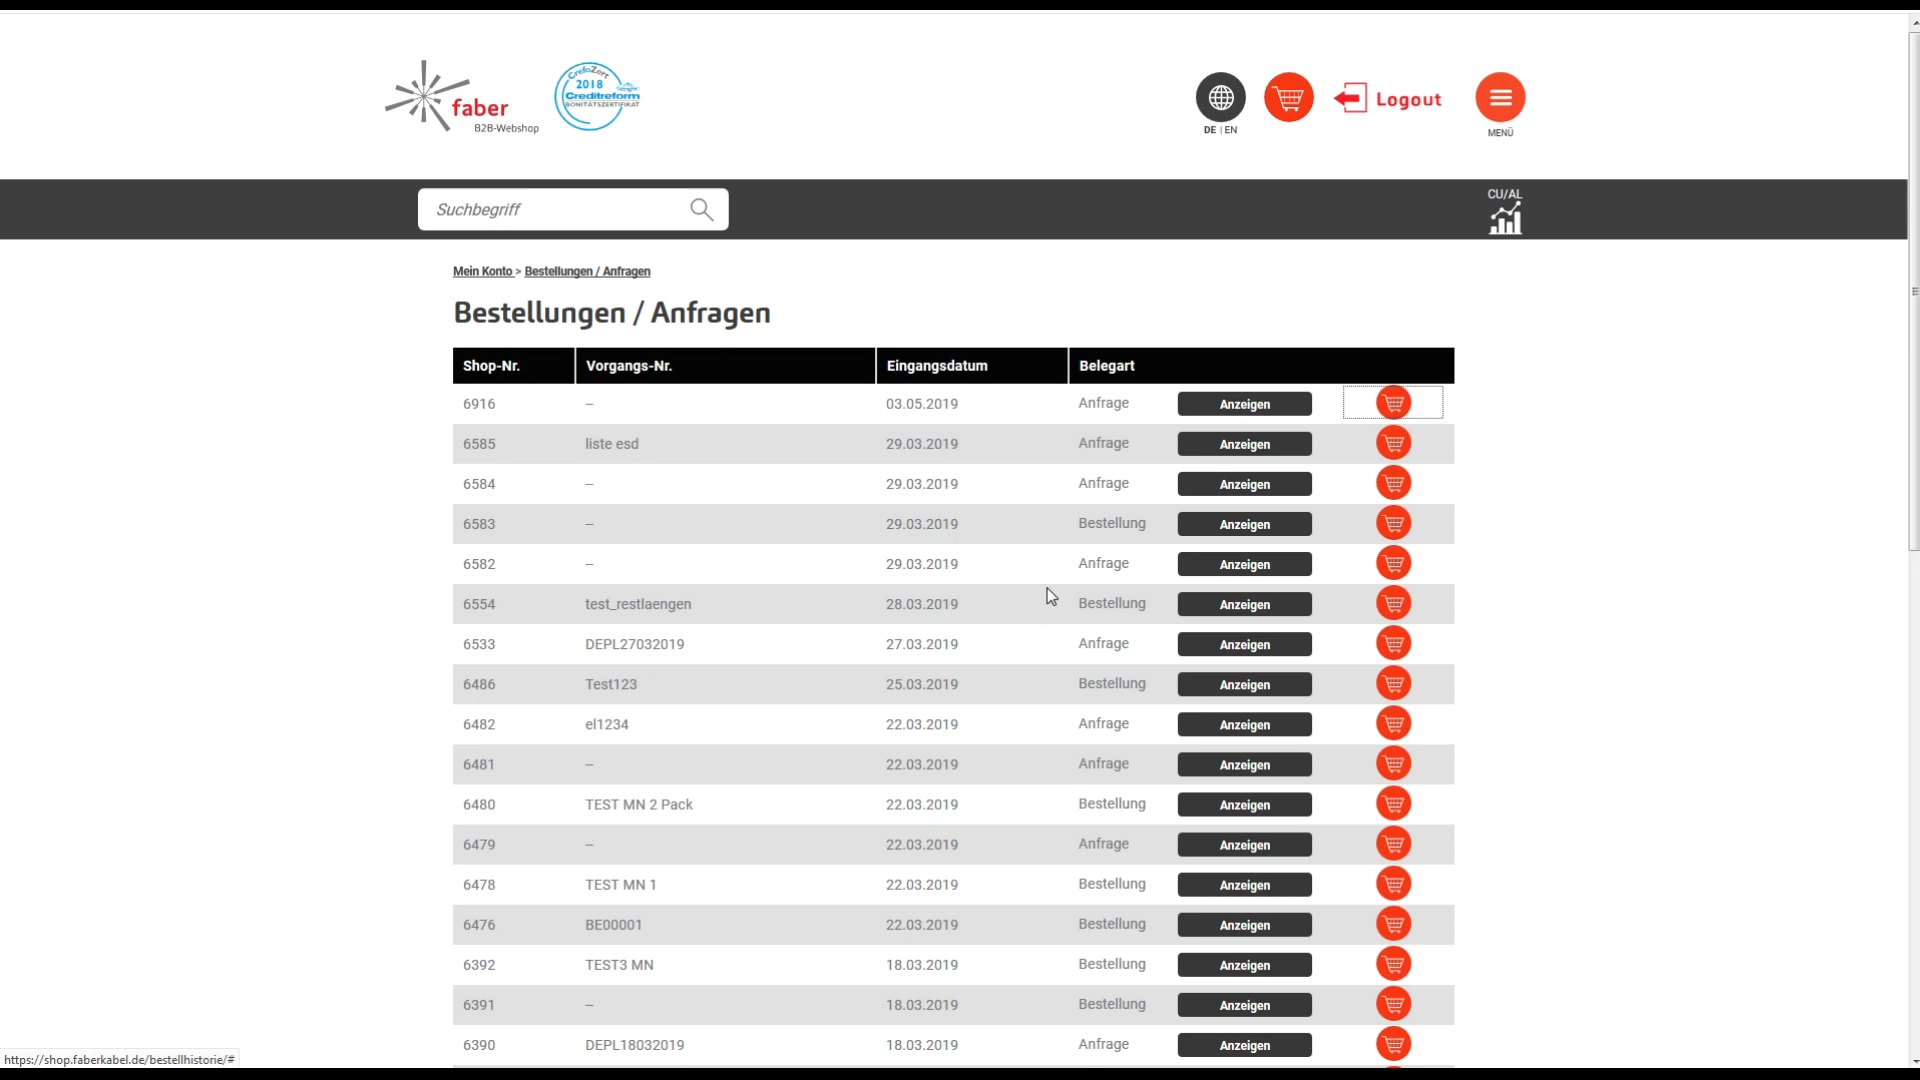 faber
B2B-Webshop
CrefoZert
2018
Creditreform
BONITÄTSZERTIFIKAT
DE | EN
Logout
MENÜ
Suchbegriff
CU/AL
Mein Konto > Bestellungen / Anfragen
Bestellungen / Anfragen
Shop-Nr. Vorgangs-Nr. Eingangsdatum Belegart
6916 -- 03.05.2019 Anfrage Anzeigen
6585 liste esd 29.03.2019 Anfrage Anzeigen
6584 -- 29.03.2019 Anfrage Anzeigen
6583 -- 29.03.2019 Bestellung Anzeigen
6582 -- 29.03.2019 Anfrage Anzeigen
6554 test_restlaengen 28.03.2019 Bestellung Anzeigen
6533 DEPL27032019 27.03.2019 Anfrage Anzeigen
6486 Test123 25.03.2019 Bestellung Anzeigen
6482 el1234 22.03.2019 Anfrage Anzeigen
6481 -- 22.03.2019 Anfrage Anzeigen
6480 TEST MN 2 Pack 22.03.2019 Bestellung Anzeigen
6479 -- 22.03.2019 Anfrage Anzeigen
6478 TEST MN 1 22.03.2019 Bestellung Anzeigen
6476 BE00001 22.03.2019 Bestellung Anzeigen
6392 TEST3 MN 18.03.2019 Bestellung Anzeigen
6391 -- 18.03.2019 Bestellung Anzeigen
6390 DEPL18032019 18.03.2019 Anfrage Anzeigen
https://shop.faberkabel.de/bestellhistorie/#